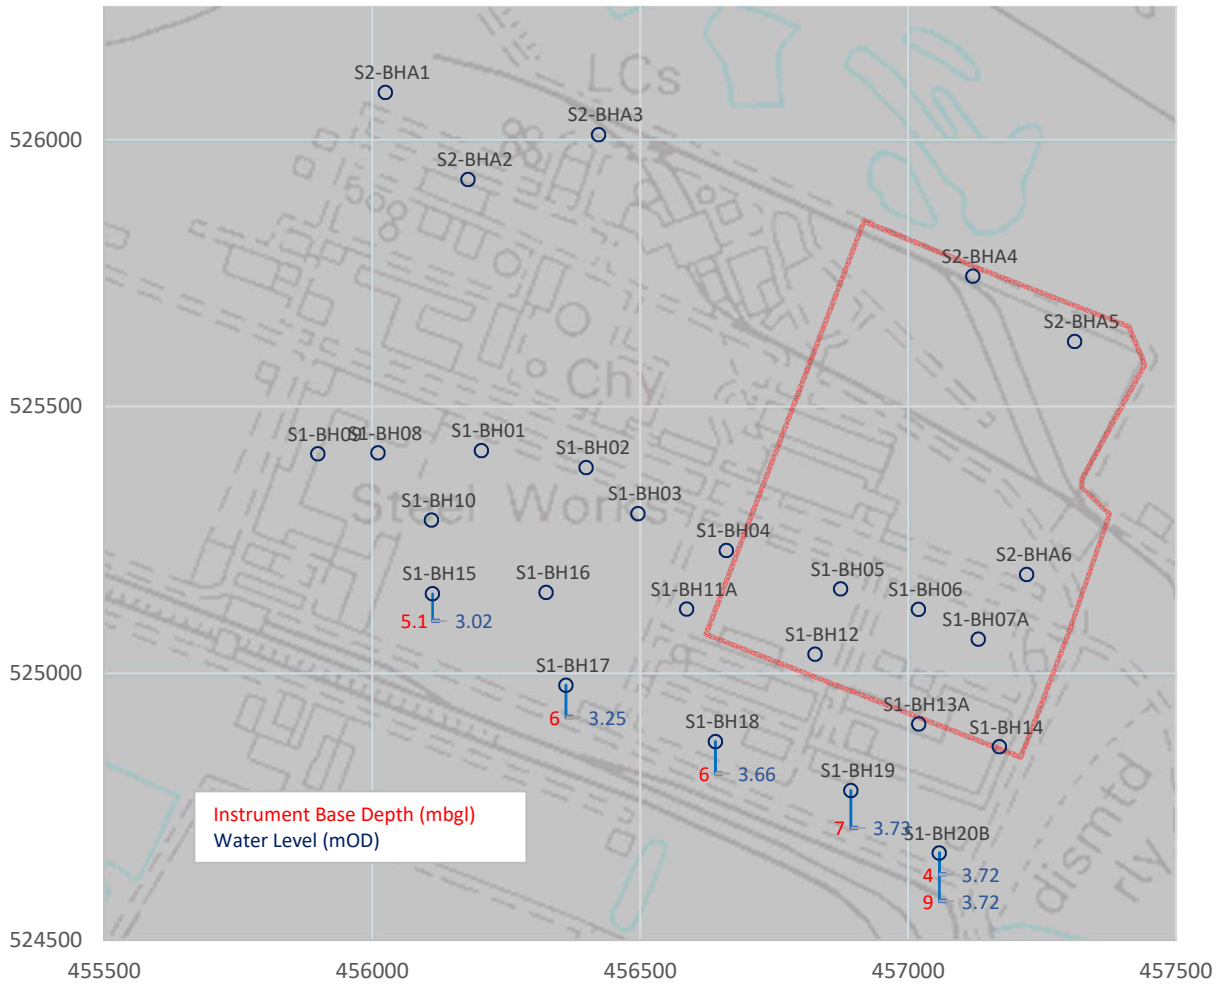 S2-BHA1
LCs
S2-BHA3
526000
S2-BHA2
S2-BHA4
S2-BHA5
Chy
525500
S1-BH09
S1-BH08
S1-BH01
S1-BH02
Steel Works
S1-BH10
S1-BH03
S1-BH04
S1-BH15
S1-BH16
S1-BH11A
S1-BH05
S1-BH06
S2-BHA6
5.1 3.02
S1-BH07A
S1-BH12
525000
S1-BH17
6 3.25
S1-BH13A
S1-BH18
S1-BH14
6 3.66
S1-BH19
Instrument Base Depth (mbgl)
Water Level (mOD)
7 3.73
S1-BH20B
4 3.72
9 3.72
dismtd
rly
524500
455500 456000 456500 457000 457500